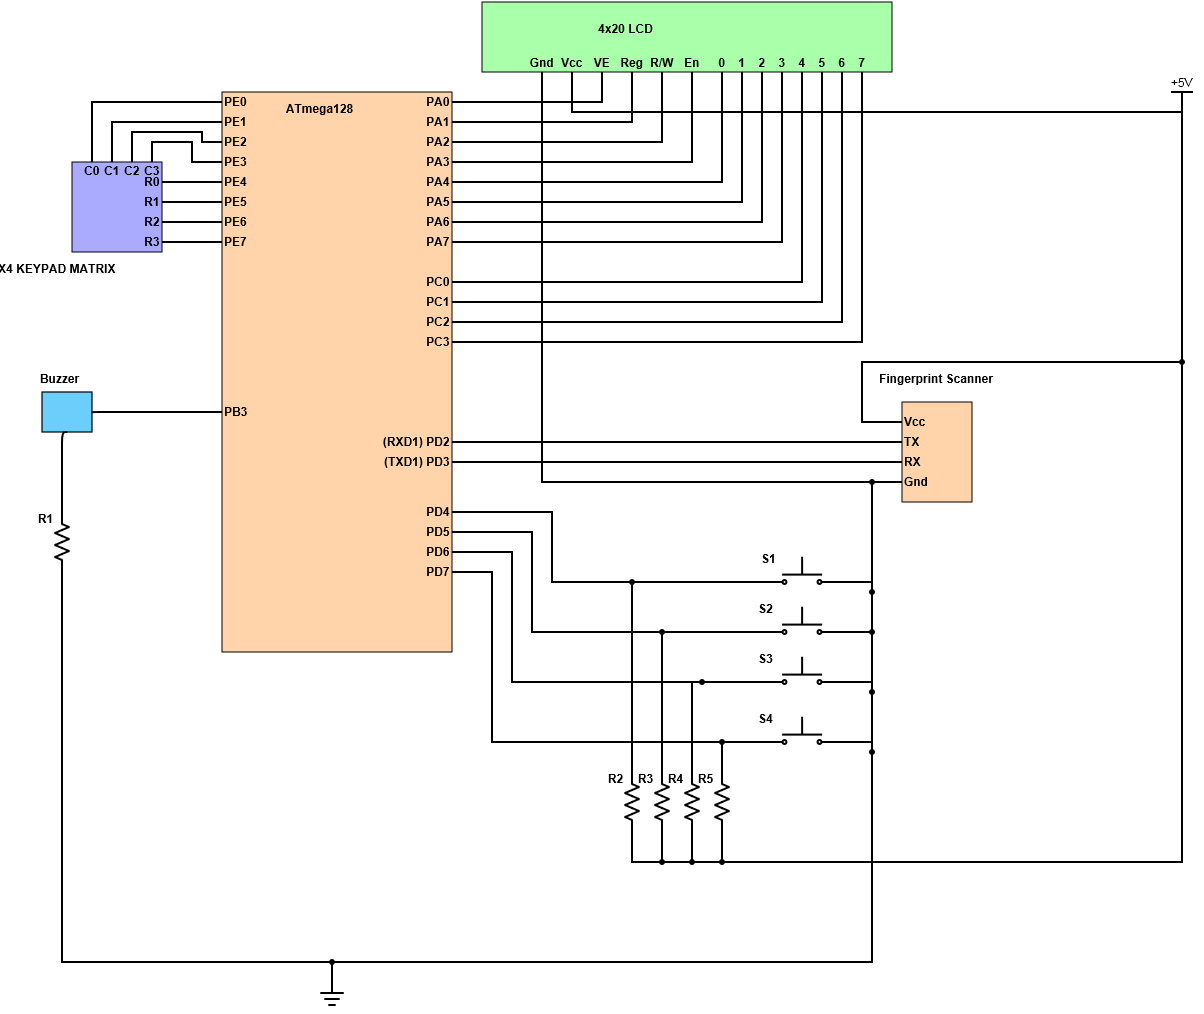 4x20 LCD
Gnd Vcc VE Reg R/W En 0 1 2 3 4 5 6 7
+5V
ATmega128
PE0
PE1
PE2
PE3
PE4
PE5
PE6
PE7
PB3
PA0
PA1
PA2
PA3
PA4
PA5
PA6
PA7
PC0
PC1
PC2
PC3
(RXD1) PD2
(TXD1) PD3
PD4
PD5
PD6
PD7
C0 C1 C2 C3
R0
R1
R2
R3
X4 KEYPAD MATRIX
Buzzer
R1
Fingerprint Scanner
Vcc
TX
RX
Gnd
S1
S2
S3
S4
R2 R3 R4 R5